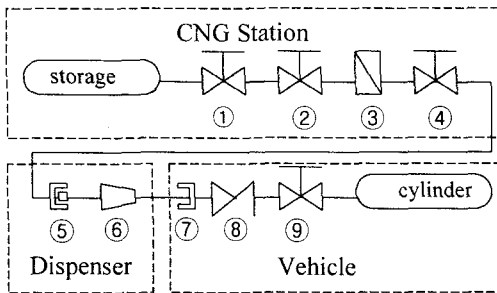 CNG Station
storage
① ② ③ ④
cylinder
⑤ ⑥ ⑦ ⑧ ⑨
Dispenser Vehicle